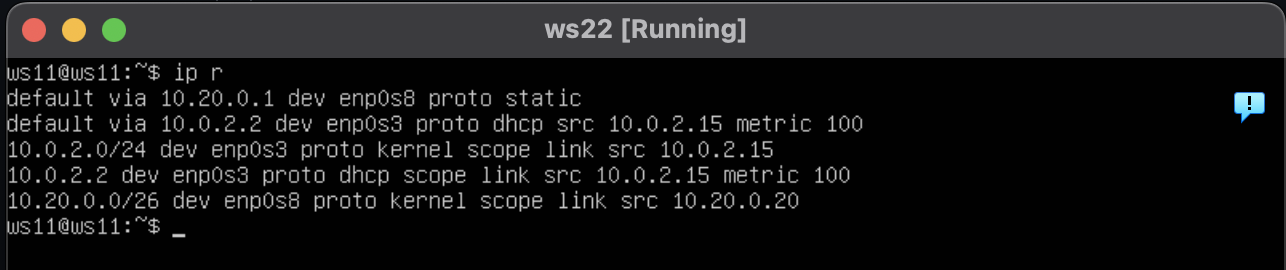 ws22 [Running]
ws11@ws11:~$ ip r
default via 10.20.0.1 dev enp0s8 proto static
default via 10.0.2.2 dev enp0s3 proto dhcp src 10.0.2.15 metric 100
10.0.2.0/24 dev enp0s3 proto kernel scope link src 10.0.2.15
10.0.2.2 dev enp0s3 proto dhcp scope link src 10.0.2.15 metric 100
10.20.0.0/26 dev enp0s8 proto kernel scope link src 10.20.0.20
ws11@ws11:~$ _